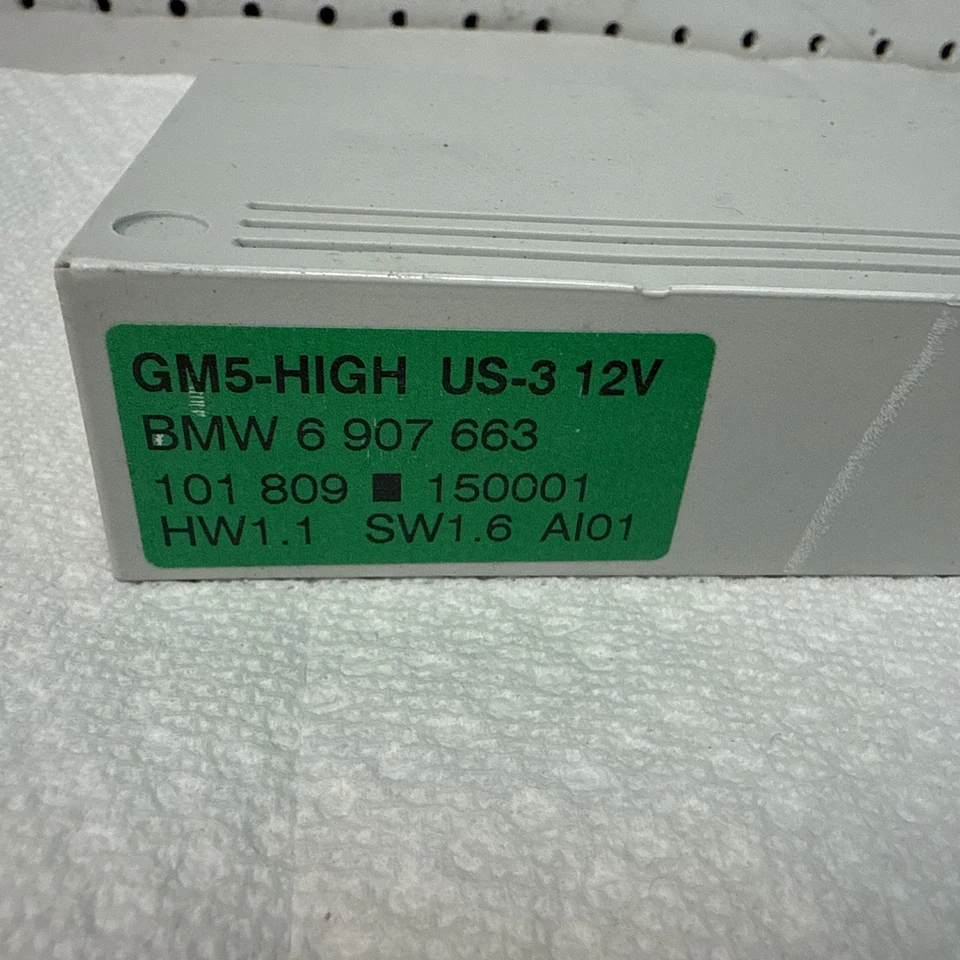 GM5-HIGH US-3 12V
BMW 6 907 663
101 809 ■ 150001
HW1.1 SW1.6 AI01